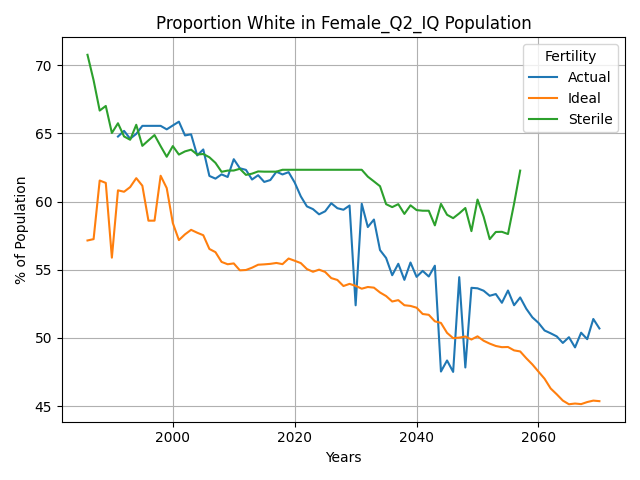 Proportion White in Female_Q2_IQ Population
Fertility
Actual
Ideal
Sterile
% of Population
70
65
60
55
50
45
2000
2020
2040
2060
Years